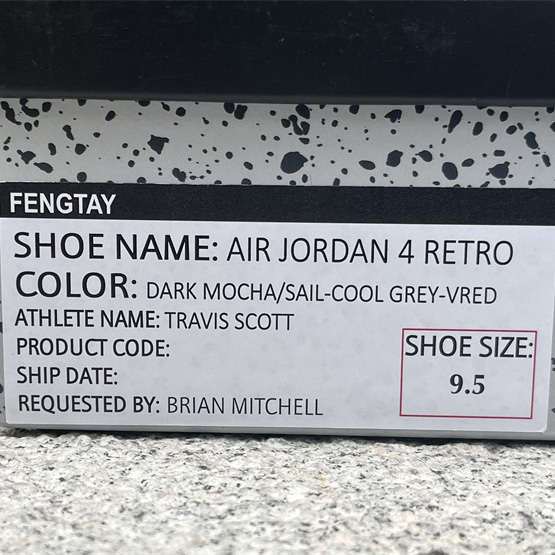 FENGTAY
SHOE NAME: AIR JORDAN 4 RETRO
COLOR: DARK MOCHA/SAIL-COOL GREY-VRED
ATHLETE NAME: TRAVIS SCOTT
PRODUCT CODE:
SHIP DATE:
REQUESTED BY: BRIAN MITCHELL
SHOE SIZE:
9.5